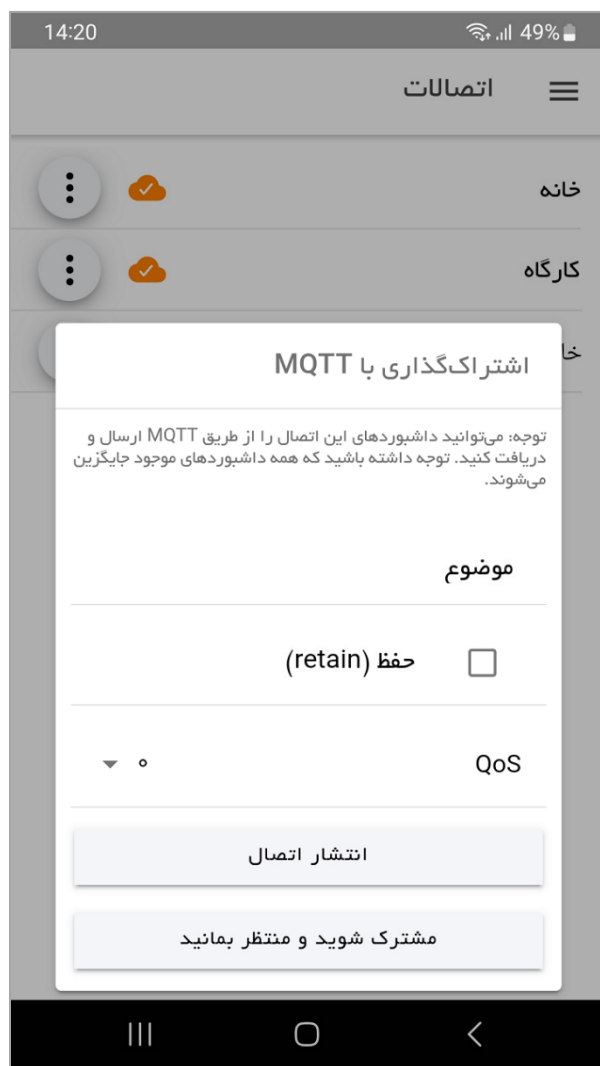 14:20 49%
اتصالات
خانه
کارگاه
خا
اشتراک‌گذاری با MQTT
توجه: می‌توانید داشبوردهای این اتصال را از طریق MQTT ارسال و
دریافت کنید. توجه داشته باشید که همه داشبوردهای موجود جایگزین
می‌شوند.
موضوع
حفظ (retain)
QoS ۰
انتشار اتصال
مشترک شوید و منتظر بمانید